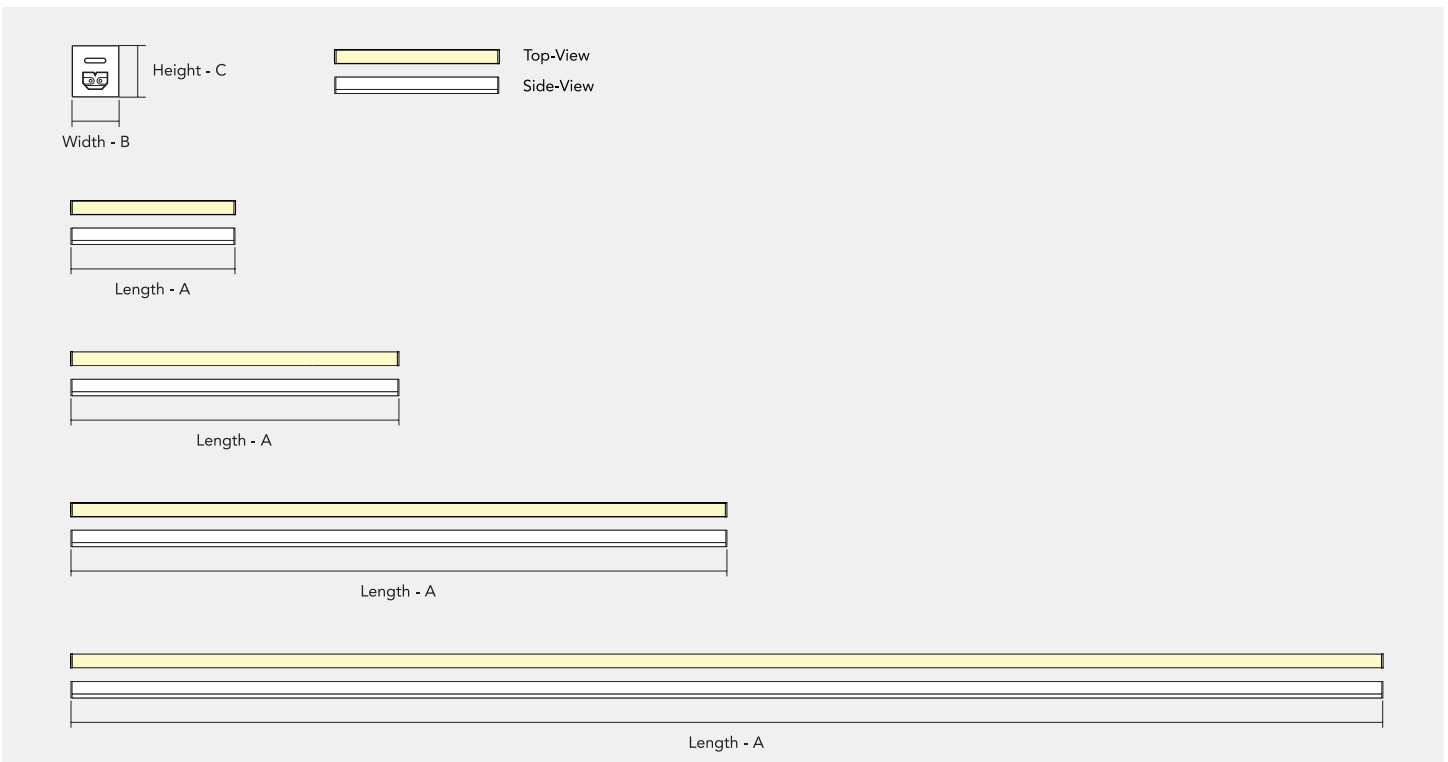 Height - C
Top-View
Side-View
Width - B
Length - A
Length - A
Length - A
Length - A